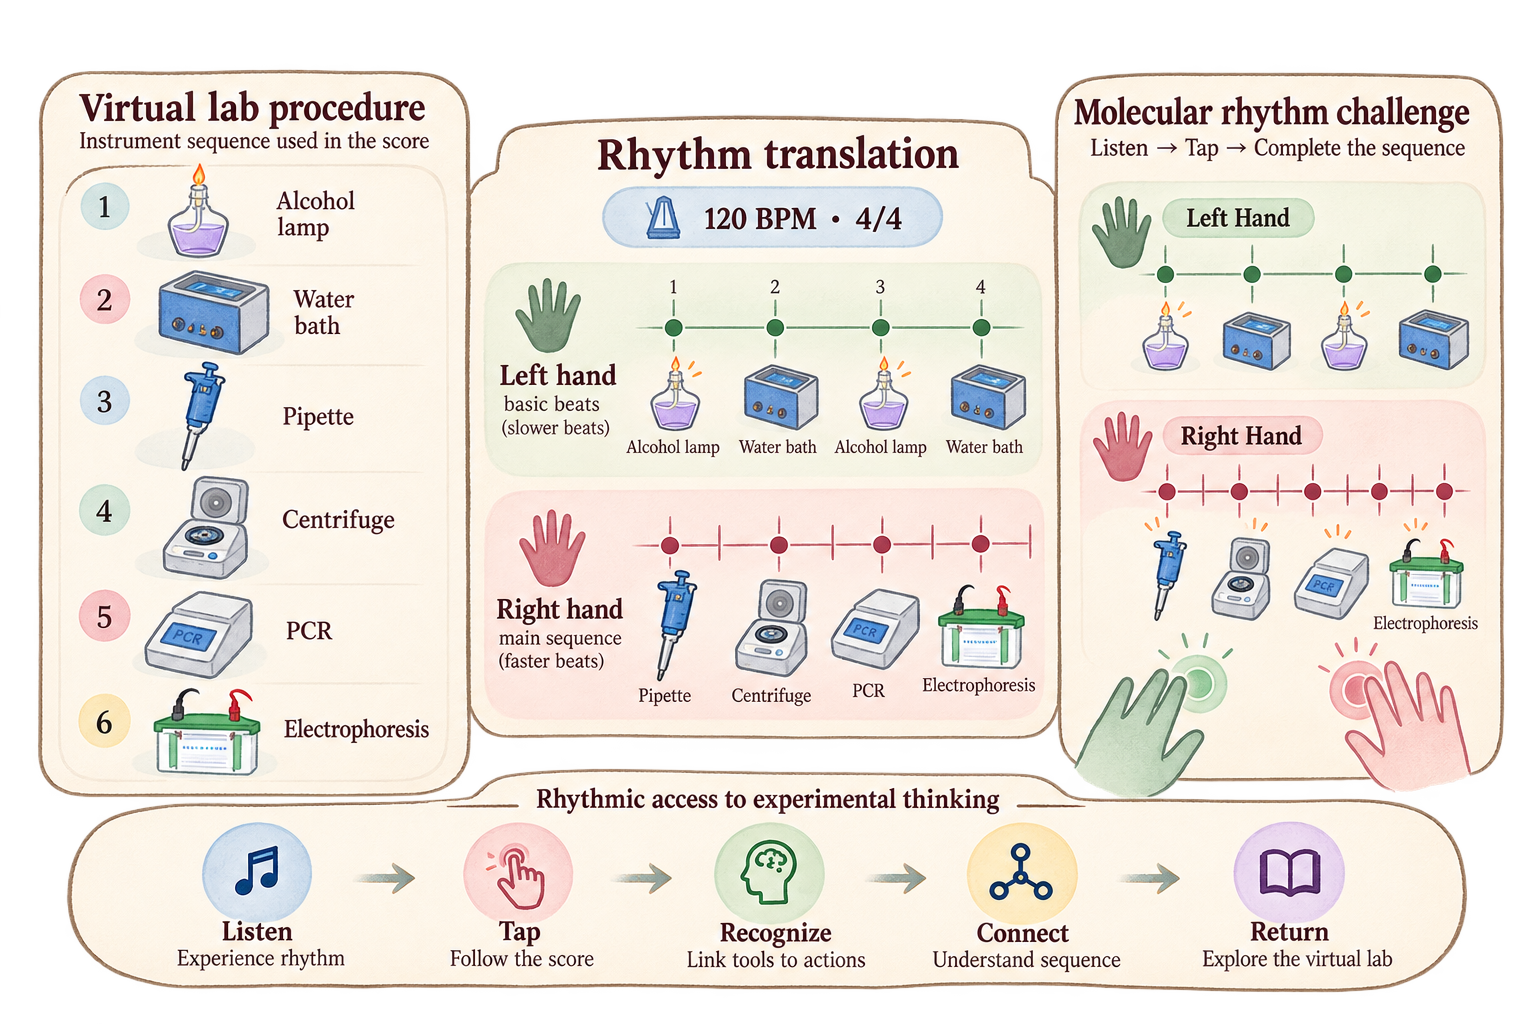 Virtual lab procedure
Instrument sequence used in the score
1
Alcohol
lamp
2
Water
bath
3
Pipette
4
Centrifuge
5
PCR
PCR
6
Electrophoresis
Rhythm translation
120 BPM • 4/4
1 2 3 4
Left hand
basic beats
(slower beats)
Alcohol lamp Water bath Alcohol lamp Water bath
Right hand
main sequence
(faster beats)
PCR
Pipette Centrifuge PCR Electrophoresis
Molecular rhythm challenge
Listen → Tap → Complete the sequence
Left Hand
Right Hand
PCR
Electrophoresis
Rhythmic access to experimental thinking
Listen Tap Recognize Connect Return
Experience rhythm Follow the score Link tools to actions Understand sequence Explore the virtual lab